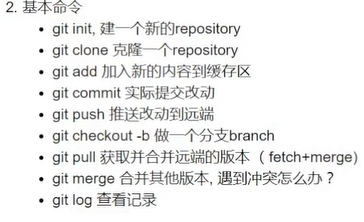 2. 基本命令
• git init, 建一个新的repository
• git clone 克隆一个repository
• git add 加入新的内容到缓存区
• git commit 实际提交改动
• git push 推送改动到远端
• git checkout -b 做一个分支branch
• git pull 获取并合并远端的版本（ fetch+merge)
• git merge 合并其他版本, 遇到冲突怎么办？
• git log 查看记录